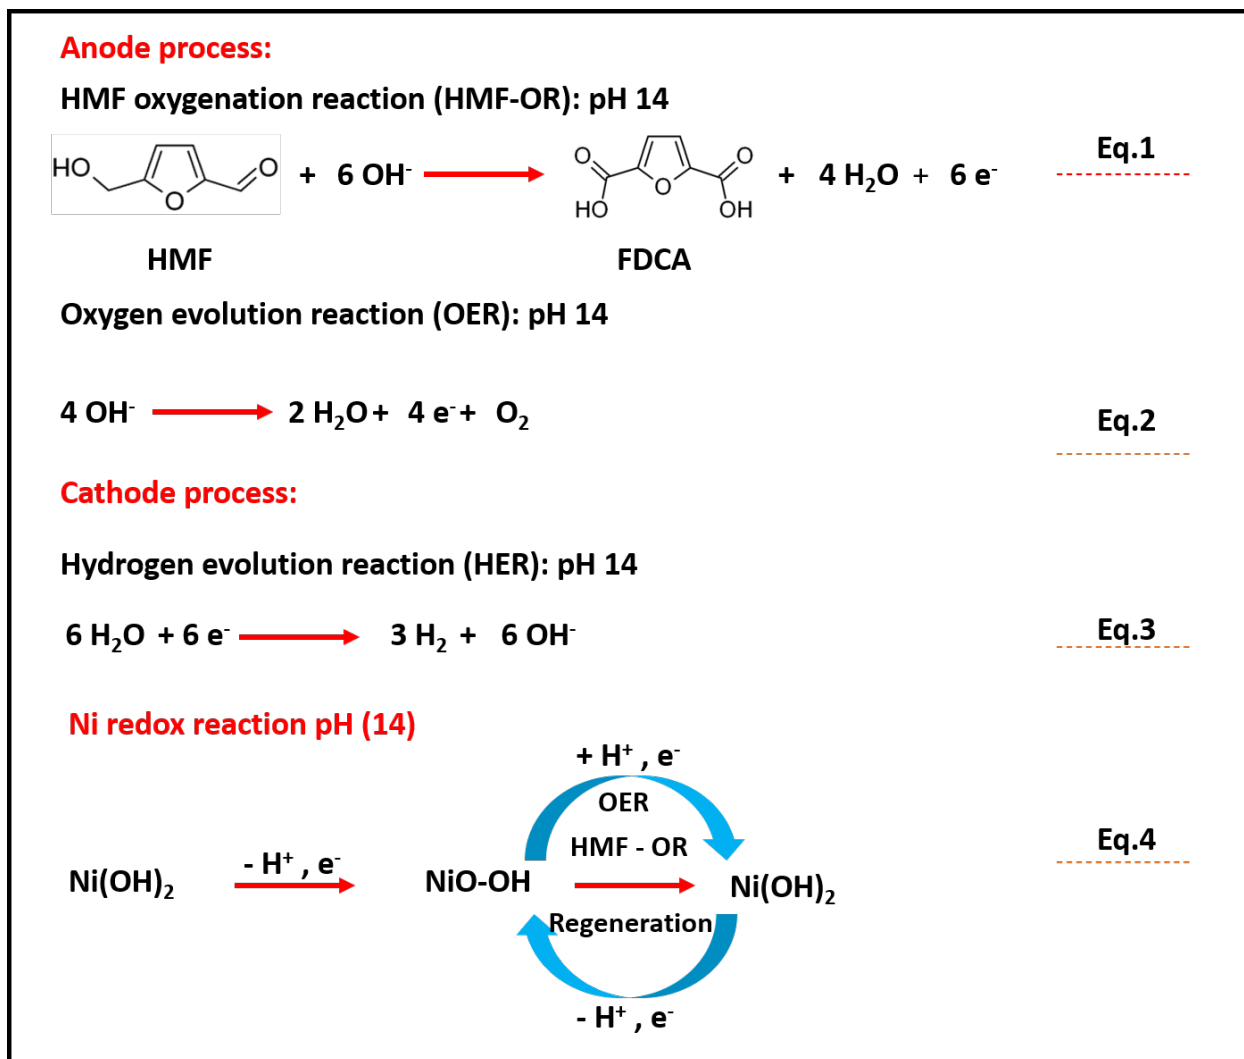 Anode process:
HMF oxygenation reaction (HMF-OR): pH 14
HO O O + 6 OH⁻ O O O HO OH + 4 H₂O + 6 e⁻ Eq.1
HMF FDCA
Oxygen evolution reaction (OER): pH 14
4 OH⁻ 2 H₂O + 4 e⁻ + O₂ Eq.2
Cathode process:
Hydrogen evolution reaction (HER): pH 14
6 H₂O + 6 e⁻ 3 H₂ + 6 OH⁻ Eq.3
Ni redox reaction pH (14)
+ H⁺ , e⁻
OER
HMF - OR
Ni(OH)₂ - H⁺ , e⁻ NiO-OH Ni(OH)₂ Eq.4
Regeneration
- H⁺ , e⁻